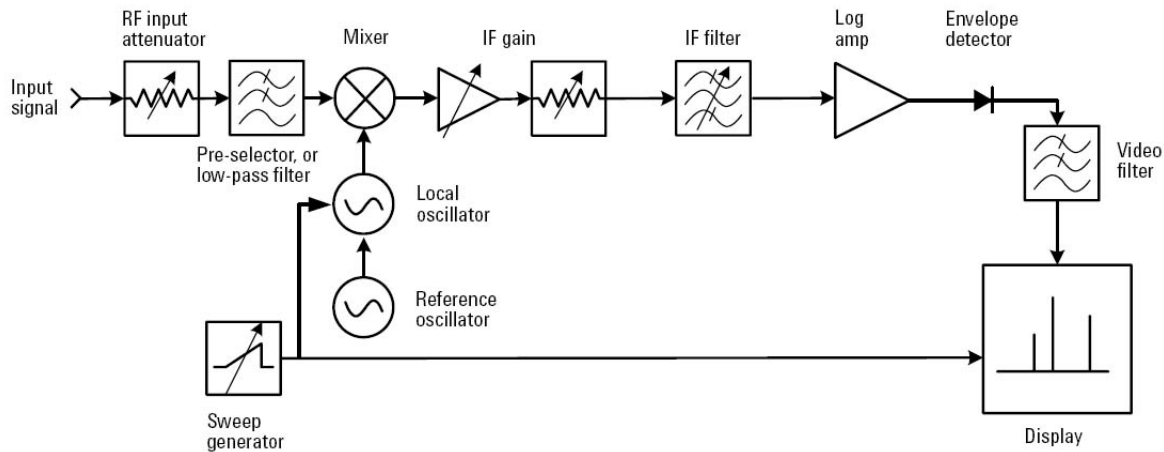 RF input
attenuator
Mixer
IF gain
IF filter
Log
amp
Envelope
detector
Input
signal
Pre-selector, or
low-pass filter
Video
filter
Local
oscillator
Reference
oscillator
Sweep
generator
Display